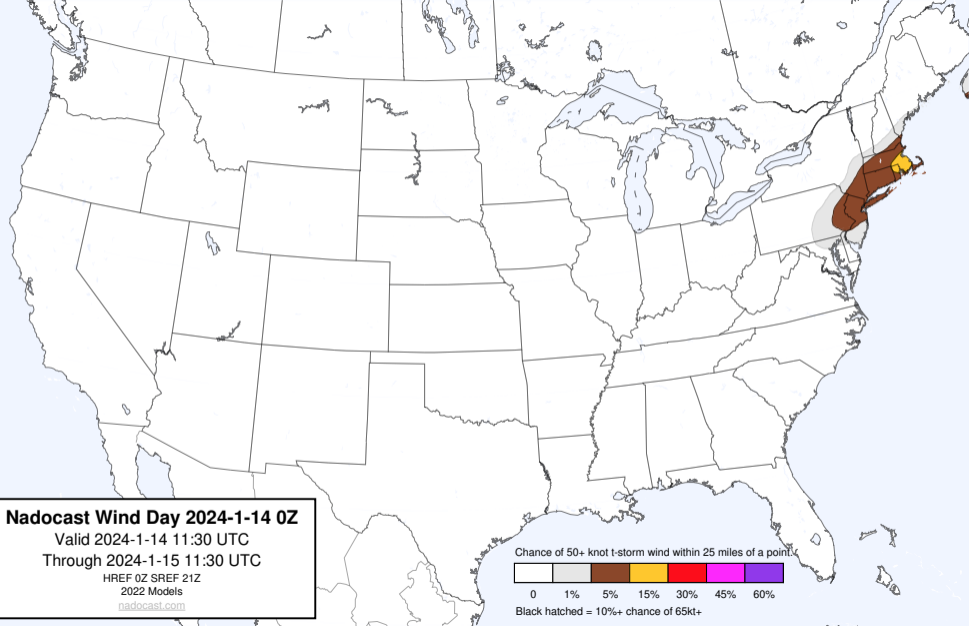 Nadocast Wind Day 2024-1-14 0Z
Valid 2024-1-14 11:30 UTC
Through 2024-1-15 11:30 UTC
HREF 0Z SREF 21Z
2022 Models
nadocast.com
Chance of 50+ knot t-storm wind within 25 miles of a point.
0 1% 5% 15% 30% 45% 60%
Black hatched = 10%+ chance of 65kt+